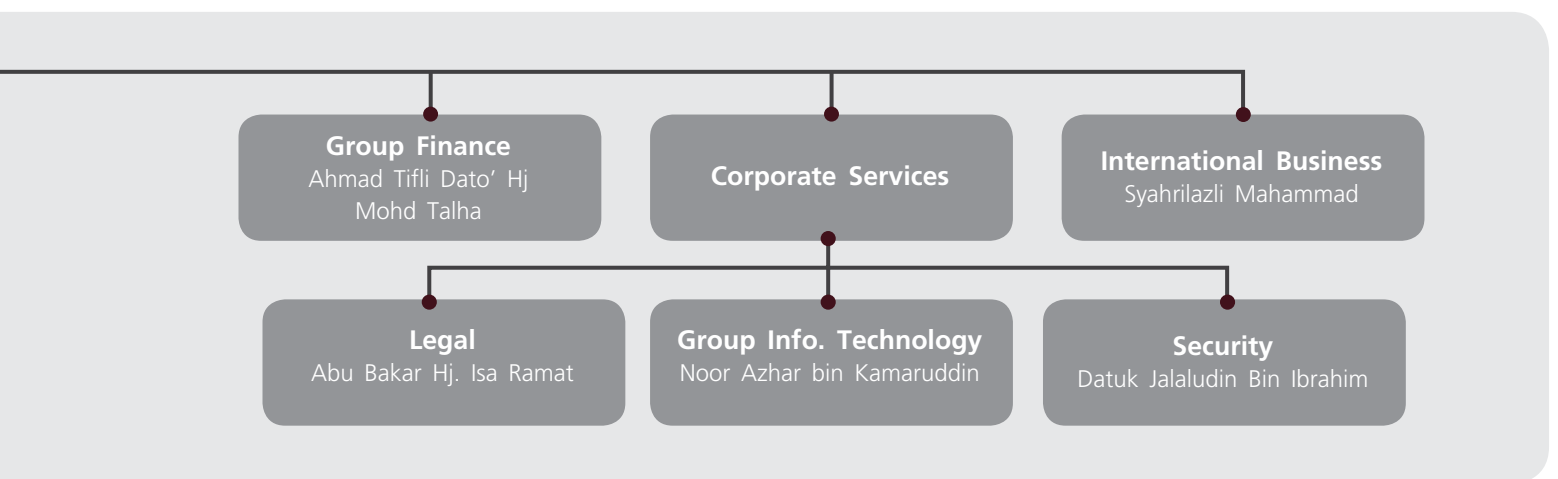 Group Finance
Ahmad Tifli Dato’ Hj
Mohd Talha
Corporate Services
International Business
Syahrilazli Mahammad
Legal
Abu Bakar Hj. Isa Ramat
Group Info. Technology
Noor Azhar bin Kamaruddin
Security
Datuk Jalaludin Bin Ibrahim